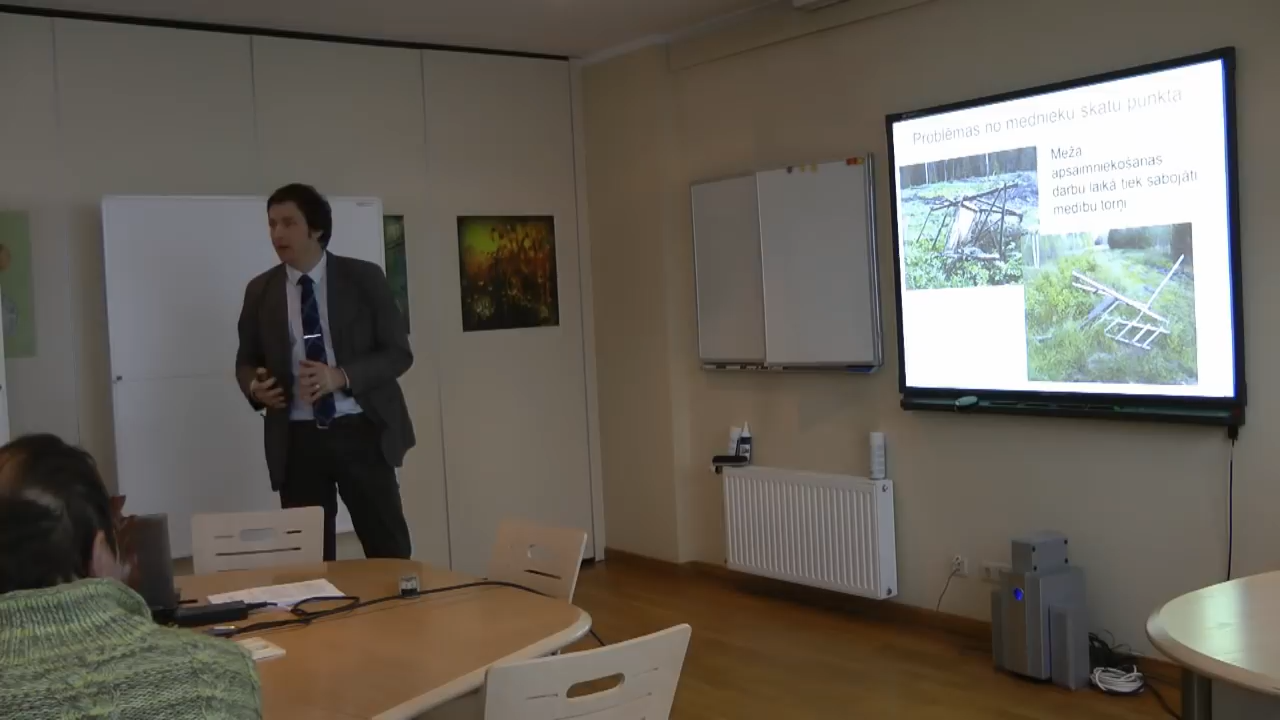 Problēmas no mednieku skatu punkta
Meža
apsaimniekošanas
darbu laikā tiek sabojāti
medību torņi